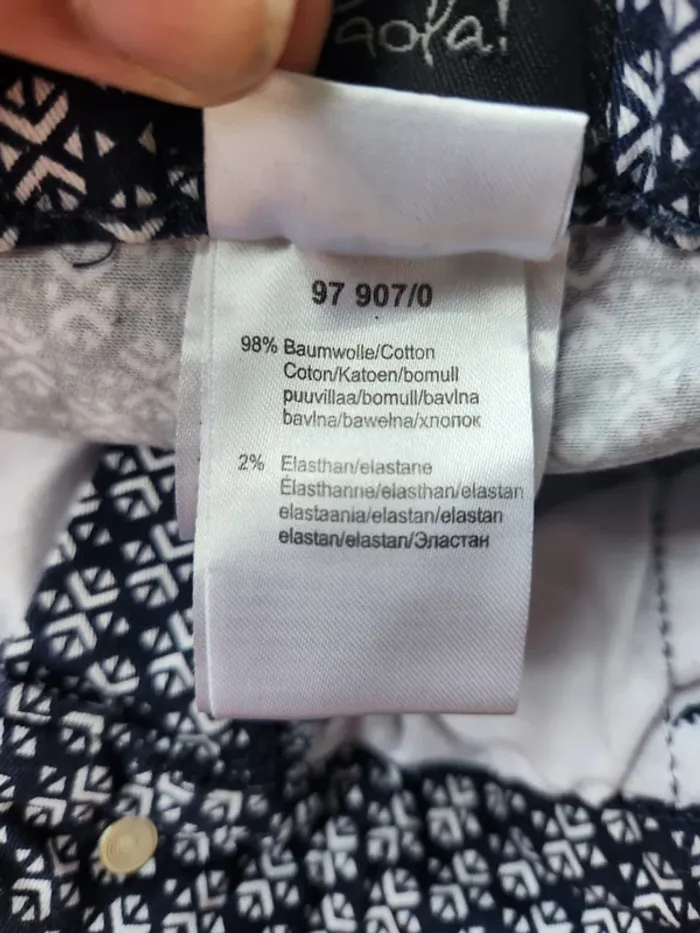 aola!
97 907/0
98% Baumwolle/Cotton
Coton/Katoen/bomull
puuvillaa/bomull/bavlna
bavlna/bawełna/хлопок
2% Elasthan/elastane
Élasthanne/elasthan/elastan
elastaania/elastan/elastan
elastan/elastan/Эластан